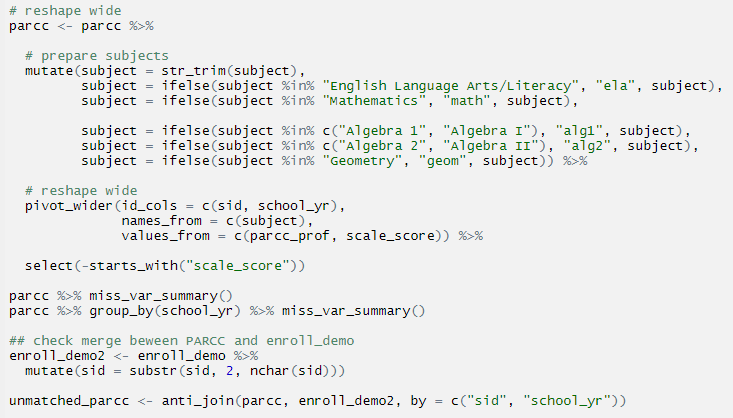 # reshape wide
parcc <- parcc %>%
# prepare subjects
mutate(subject = str_trim(subject),
subject = ifelse(subject %in% "English Language Arts/Literacy", "ela", subject),
subject = ifelse(subject %in% "Mathematics", "math", subject),
subject = ifelse(subject %in% c("Algebra 1", "Algebra I"), "alg1", subject),
subject = ifelse(subject %in% c("Algebra 2", "Algebra II"), "alg2", subject),
subject = ifelse(subject %in% "Geometry", "geom", subject)) %>%
# reshape wide
pivot_wider(id_cols = c(sid, school_yr),
names_from = c(subject),
values_from = c(parcc_prof, scale_score)) %>%
select(-starts_with("scale_score"))
parcc %>% miss_var_summary()
parcc %>% group_by(school_yr) %>% miss_var_summary()
## check merge beween PARCC and enroll_demo
enroll_demo2 <- enroll_demo %>%
mutate(sid = substr(sid, 2, nchar(sid)))
unmatched_parcc <- anti_join(parcc, enroll_demo2, by = c("sid", "school_yr"))